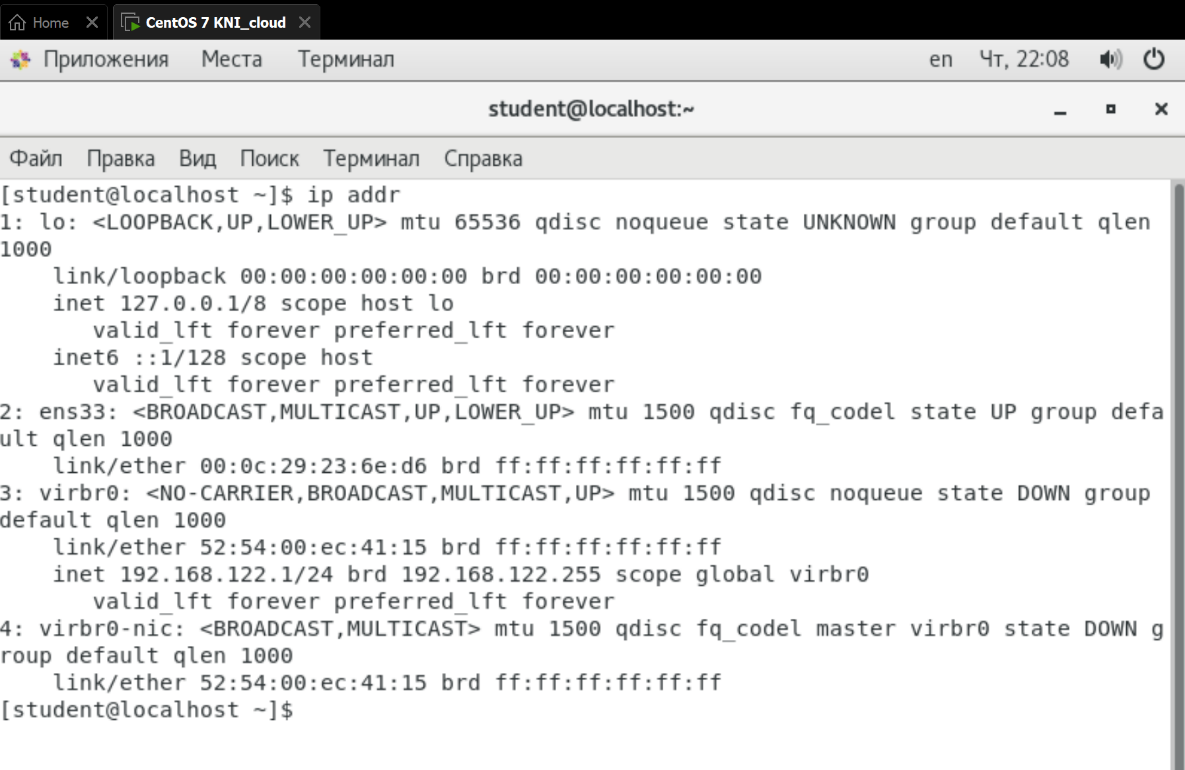 Home
CentOS 7 KNI_cloud
Приложения Места Терминал en Чт, 22:08
student@localhost:~
Файл Правка Вид Поиск Терминал Справка
[student@localhost ~]$ ip addr
1: lo: <LOOPBACK,UP,LOWER_UP> mtu 65536 qdisc noqueue state UNKNOWN group default qlen
1000
    link/loopback 00:00:00:00:00:00 brd 00:00:00:00:00:00
    inet 127.0.0.1/8 scope host lo
       valid_lft forever preferred_lft forever
    inet6 ::1/128 scope host
       valid_lft forever preferred_lft forever
2: ens33: <BROADCAST,MULTICAST,UP,LOWER_UP> mtu 1500 qdisc fq_codel state UP group defa
ult qlen 1000
    link/ether 00:0c:29:23:6e:d6 brd ff:ff:ff:ff:ff:ff
3: virbr0: <NO-CARRIER,BROADCAST,MULTICAST,UP> mtu 1500 qdisc noqueue state DOWN group
default qlen 1000
    link/ether 52:54:00:ec:41:15 brd ff:ff:ff:ff:ff:ff
    inet 192.168.122.1/24 brd 192.168.122.255 scope global virbr0
       valid_lft forever preferred_lft forever
4: virbr0-nic: <BROADCAST,MULTICAST> mtu 1500 qdisc fq_codel master virbr0 state DOWN g
roup default qlen 1000
    link/ether 52:54:00:ec:41:15 brd ff:ff:ff:ff:ff:ff
[student@localhost ~]$